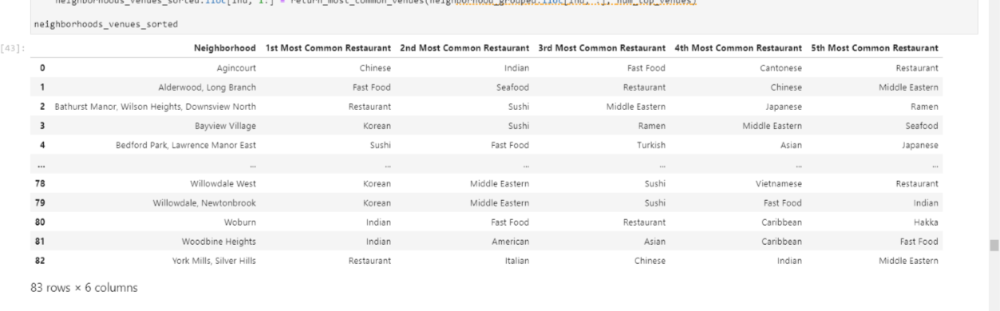 neighborhoods_venues_sorted.iloc[ind, 1:] = return_most_common_venues(neighborhood_grouped.iloc[ind, :], num_top_venues)
neighborhoods_venues_sorted
[43]:
Neighborhood 1st Most Common Restaurant 2nd Most Common Restaurant 3rd Most Common Restaurant 4th Most Common Restaurant 5th Most Common Restaurant
0 Agincourt Chinese Indian Fast Food Cantonese Restaurant
1 Alderwood, Long Branch Fast Food Seafood Restaurant Chinese Middle Eastern
2 Bathurst Manor, Wilson Heights, Downsview North Restaurant Sushi Middle Eastern Japanese Ramen
3 Bayview Village Korean Sushi Ramen Middle Eastern Seafood
4 Bedford Park, Lawrence Manor East Sushi Fast Food Turkish Asian Japanese
... ... ... ... ... ... ...
78 Willowdale West Korean Middle Eastern Sushi Vietnamese Restaurant
79 Willowdale, Newtonbrook Korean Middle Eastern Sushi Fast Food Indian
80 Woburn Indian Fast Food Restaurant Caribbean Hakka
81 Woodbine Heights Indian American Asian Caribbean Fast Food
82 York Mills, Silver Hills Restaurant Italian Chinese Indian Middle Eastern
83 rows × 6 columns